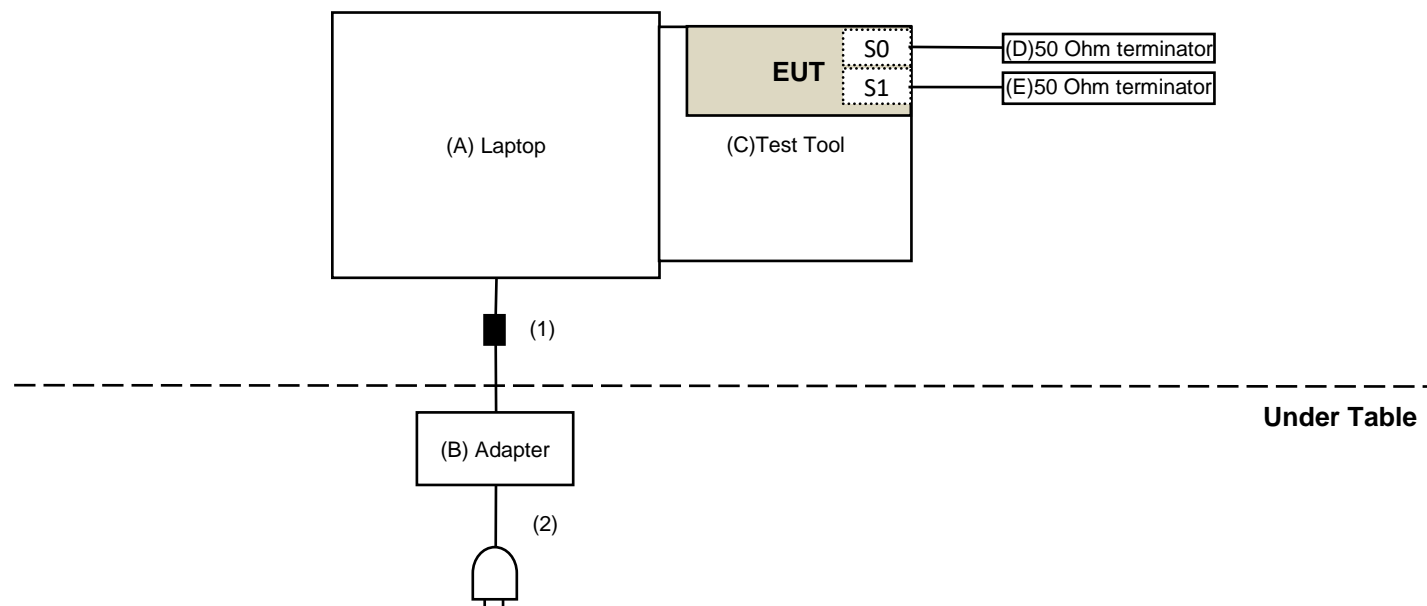 S0
(D)50 Ohm terminator
EUT
S1
(E)50 Ohm terminator
(A) Laptop
(C)Test Tool
(1)
Under Table
(B) Adapter
(2)